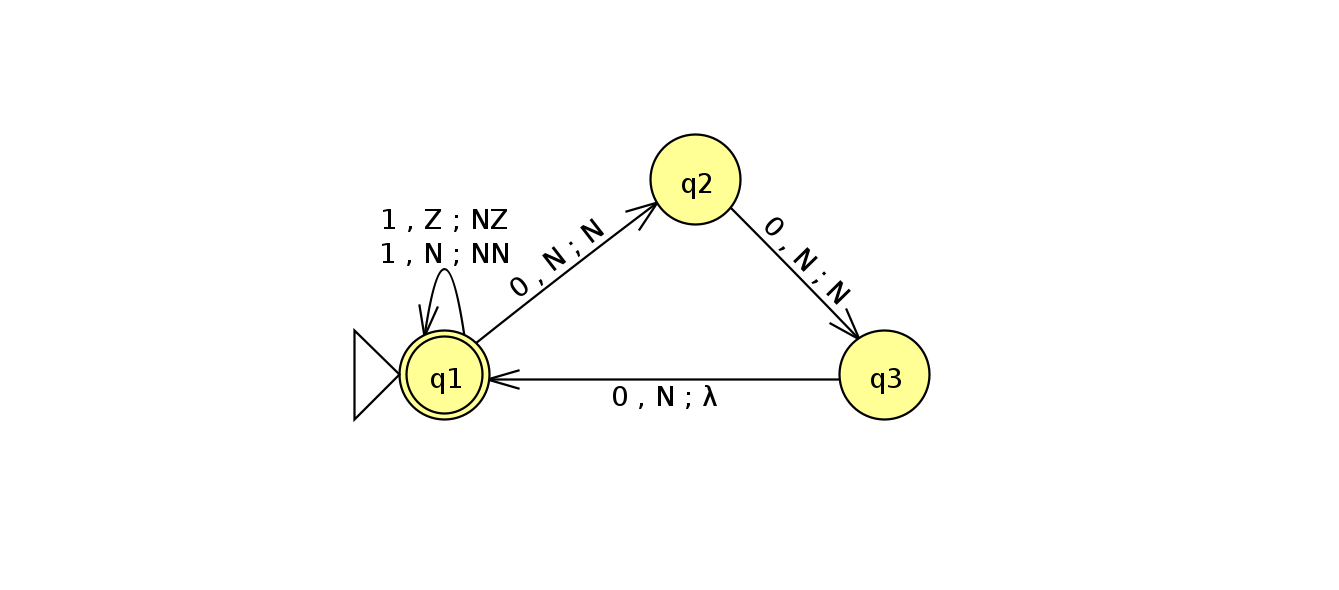 q2
1 , Z ; NZ
1 , N ; NN
0 , N ; N
0 , N ; N
q1
q3
0 , N ; λ